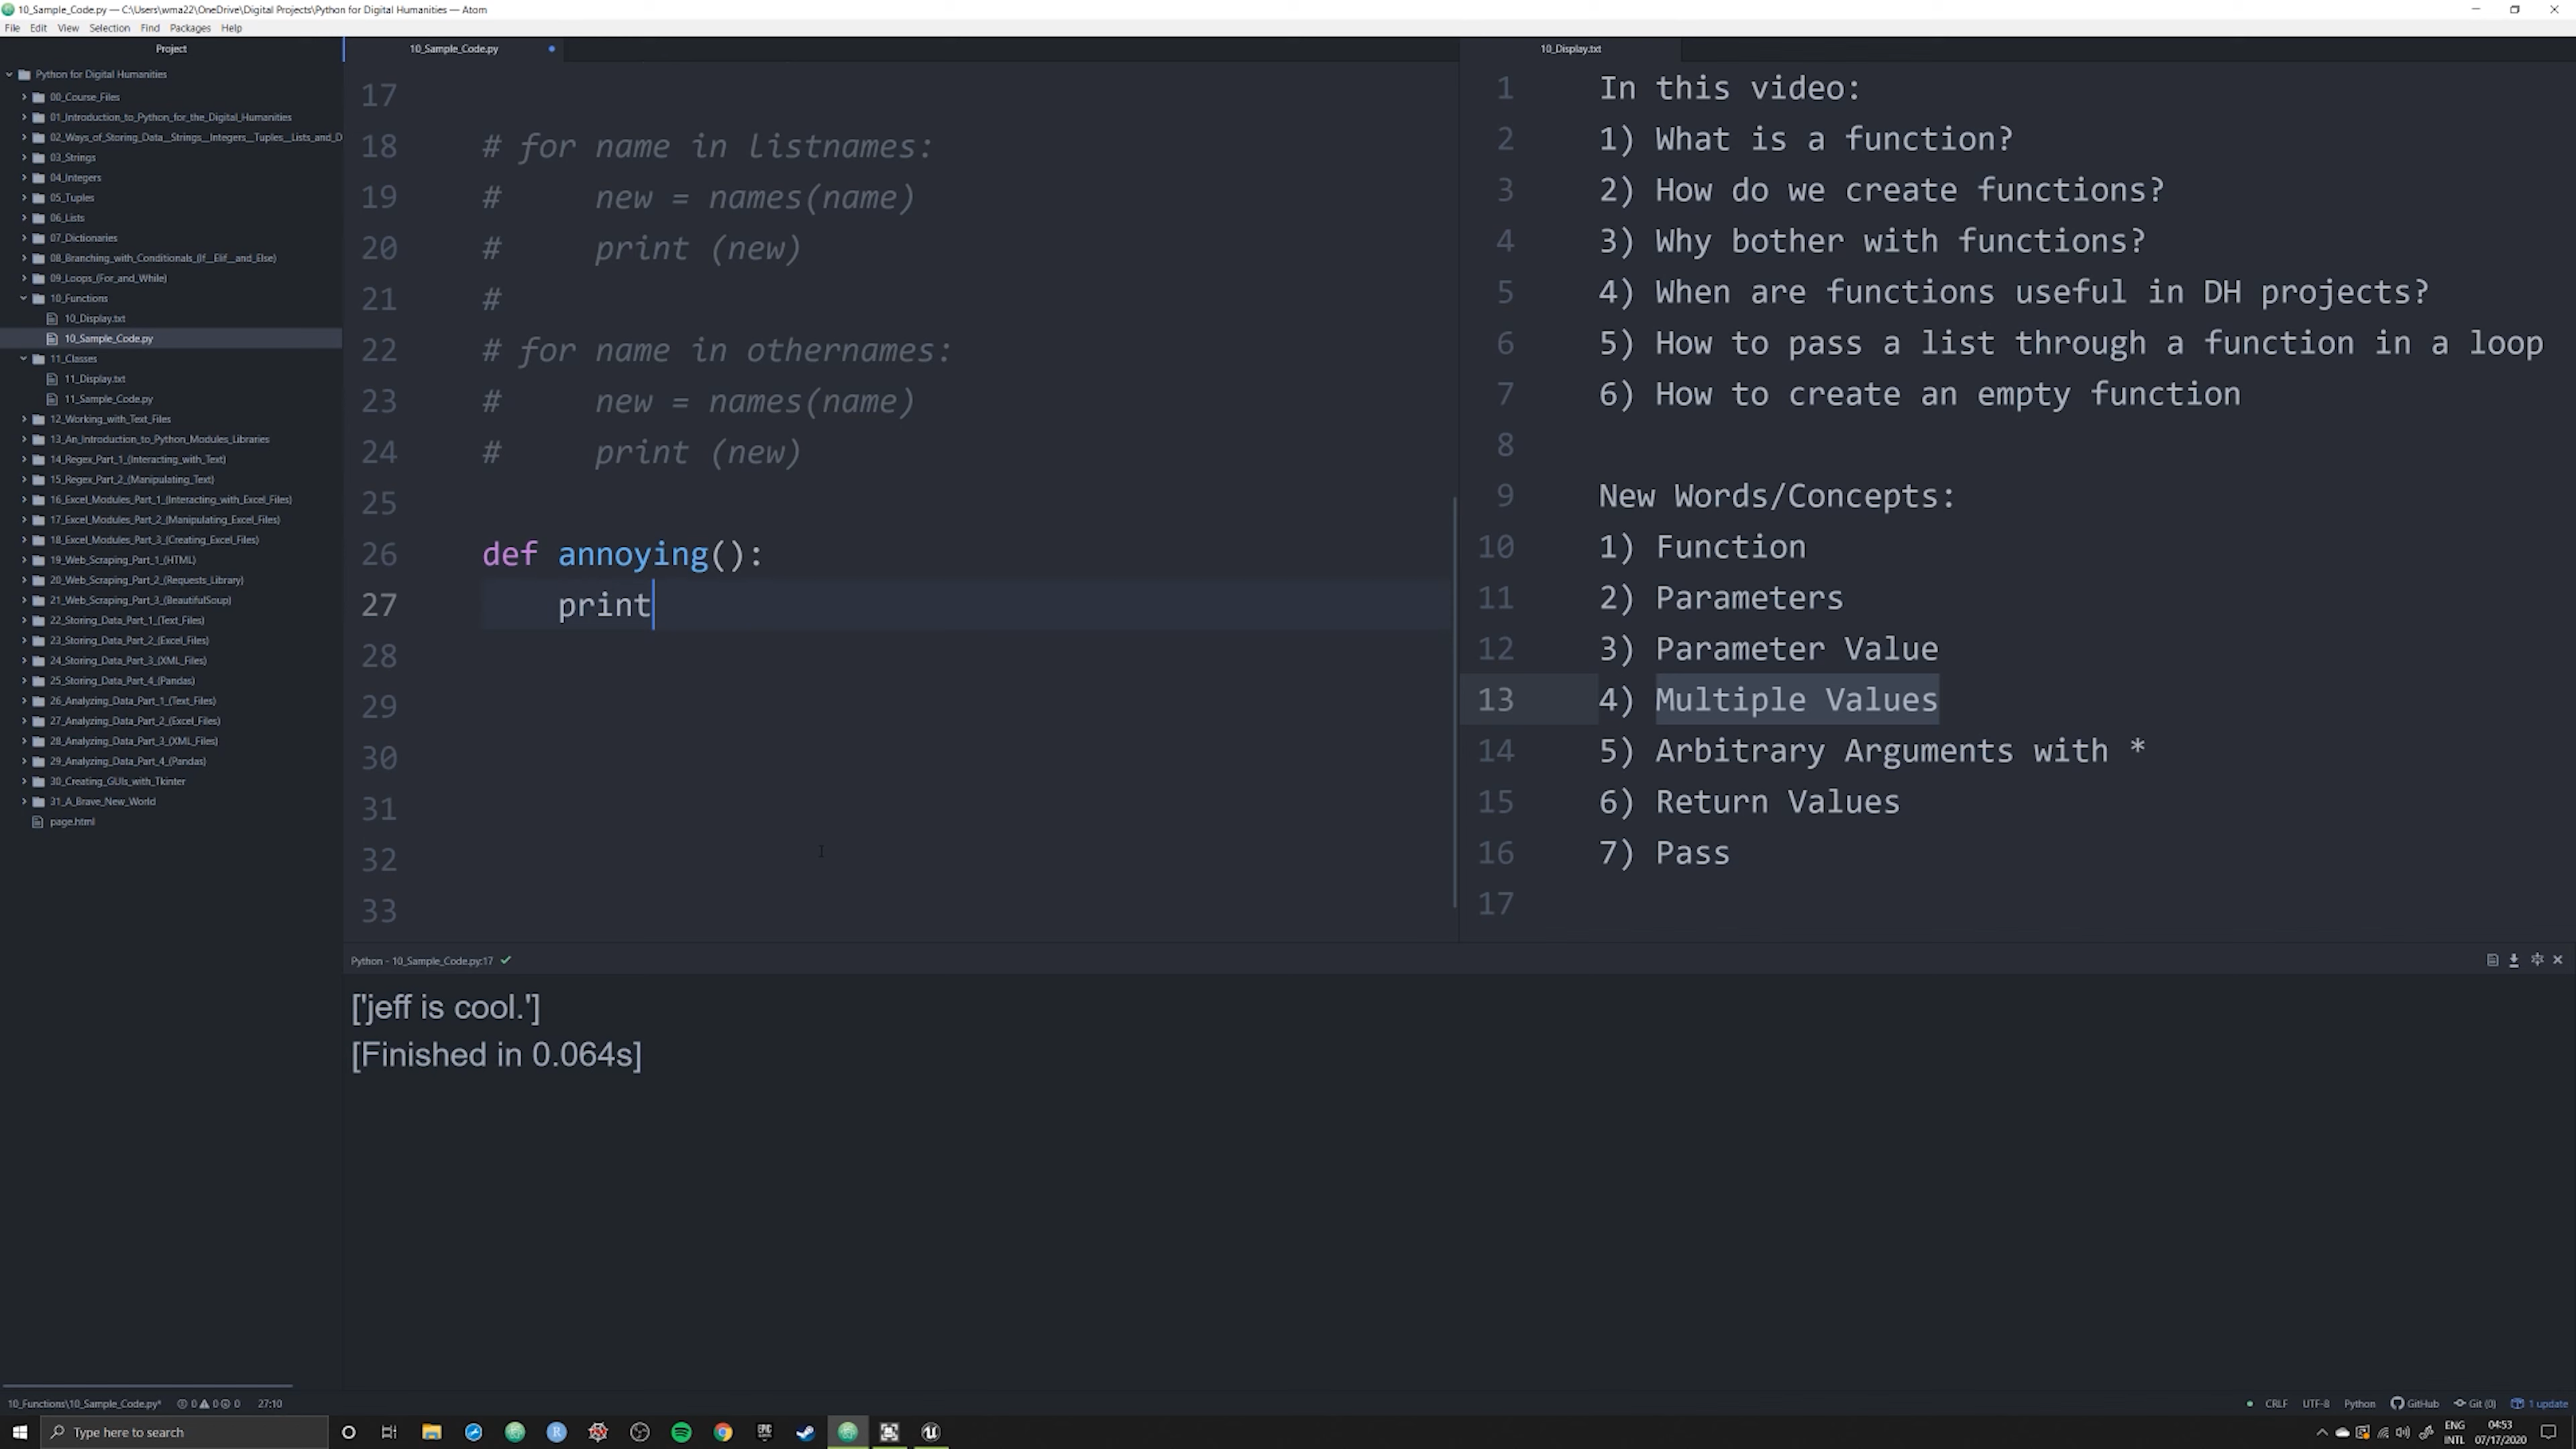 10_Sample_Code.py — C:\Users\wma22\OneDrive\Digital Projects\Python for Digital Humanities — Atom
File Edit View Selection Find Packages Help
Project
Python for Digital Humanities
00_Course_Files
01_Introduction_to_Python_for_the_Digital_Humanities
02_Ways_of_Storing_Data__Strings__Integers__Tuples__Lists_and_D
03_Strings
04_Integers
05_Tuples
06_Lists
07_Dictionaries
08_Branching_with_Conditionals_(If__Elif__and_Else)
09_Loops_(For_and_While)
10_Functions
10_Display.txt
10_Sample_Code.py
11_Classes
11_Display.txt
11_Sample_Code.py
12_Working_with_Text_Files
13_An_Introduction_to_Python_Modules_Libraries
14_Regex_Part_1_(Interacting_with_Text)
15_Regex_Part_2_(Manipulating_Text)
16_Excel_Modules_Part_1_(Interacting_with_Excel_Files)
17_Excel_Modules_Part_2_(Manipulating_Excel_Files)
18_Excel_Modules_Part_3_(Creating_Excel_Files)
19_Web_Scraping_Part_1_(HTML)
20_Web_Scraping_Part_2_(Requests_Library)
21_Web_Scraping_Part_3_(BeautifulSoup)
22_Storing_Data_Part_1_(Text_Files)
23_Storing_Data_Part_2_(Excel_Files)
24_Storing_Data_Part_3_(XML_Files)
25_Storing_Data_Part_4_(Pandas)
26_Analyzing_Data_Part_1_(Text_Files)
27_Analyzing_Data_Part_2_(Excel_Files)
28_Analyzing_Data_Part_3_(XML_Files)
29_Analyzing_Data_Part_4_(Pandas)
30_Creating_GUIs_with_Tkinter
31_A_Brave_New_World
page.html
10_Sample_Code.py
17
18 # for name in listnames:
19 #     new = names(name)
20 #     print (new)
21 #
22 # for name in othernames:
23 #     new = names(name)
24 #     print (new)
25
26 def annoying():
27     print
28
29
30
31
32
33
10_Display.txt
1 In this video:
2 1) What is a function?
3 2) How do we create functions?
4 3) Why bother with functions?
5 4) When are functions useful in DH projects?
6 5) How to pass a list through a function in a loop
7 6) How to create an empty function
8
9 New Words/Concepts:
10 1) Function
11 2) Parameters
12 3) Parameter Value
13 4) Multiple Values
14 5) Arbitrary Arguments with *
15 6) Return Values
16 7) Pass
17
Python - 10_Sample_Code.py:17
['jeff is cool.']
[Finished in 0.064s]
10_Functions\10_Sample_Code.py* 0 0 0 27:10
CRLF UTF-8 Python GitHub Git (0) 1 update
Type here to search
EPIC
ENG
INTL
04:53
07/17/2020